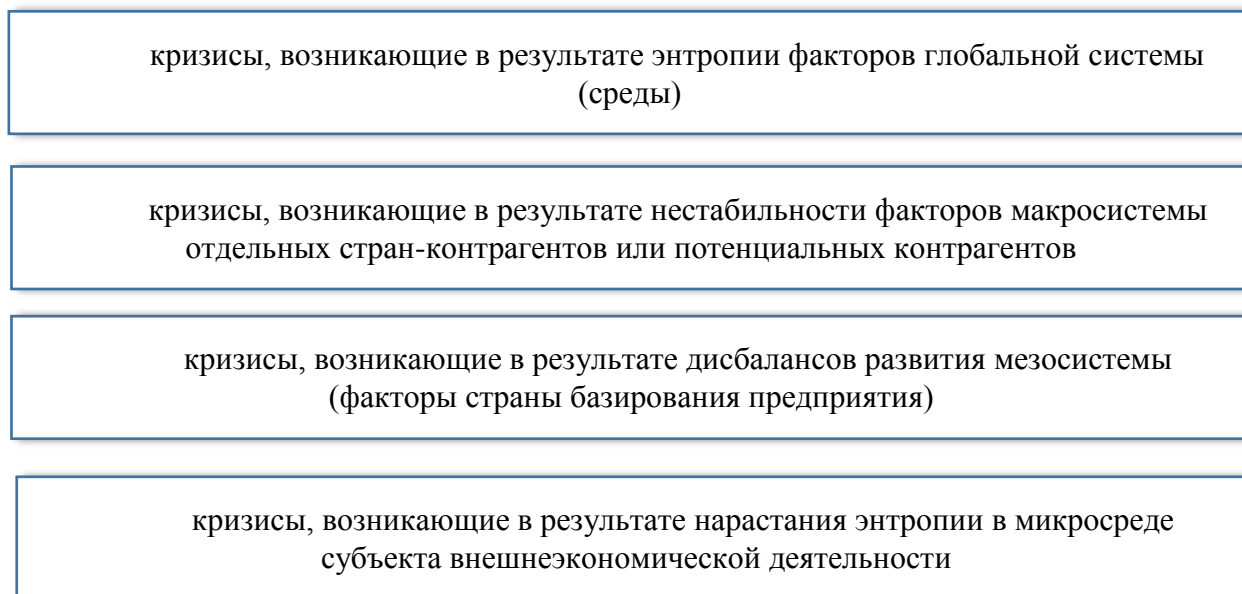 кризисы, возникающие в результате энтропии факторов глобальной системы
(среды)
кризисы, возникающие в результате нестабильности факторов макросистемы
отдельных стран-контрагентов или потенциальных контрагентов
кризисы, возникающие в результате дисбалансов развития мезосистемы
(факторы страны базирования предприятия)
кризисы, возникающие в результате нарастания энтропии в микросреде
субъекта внешнеэкономической деятельности